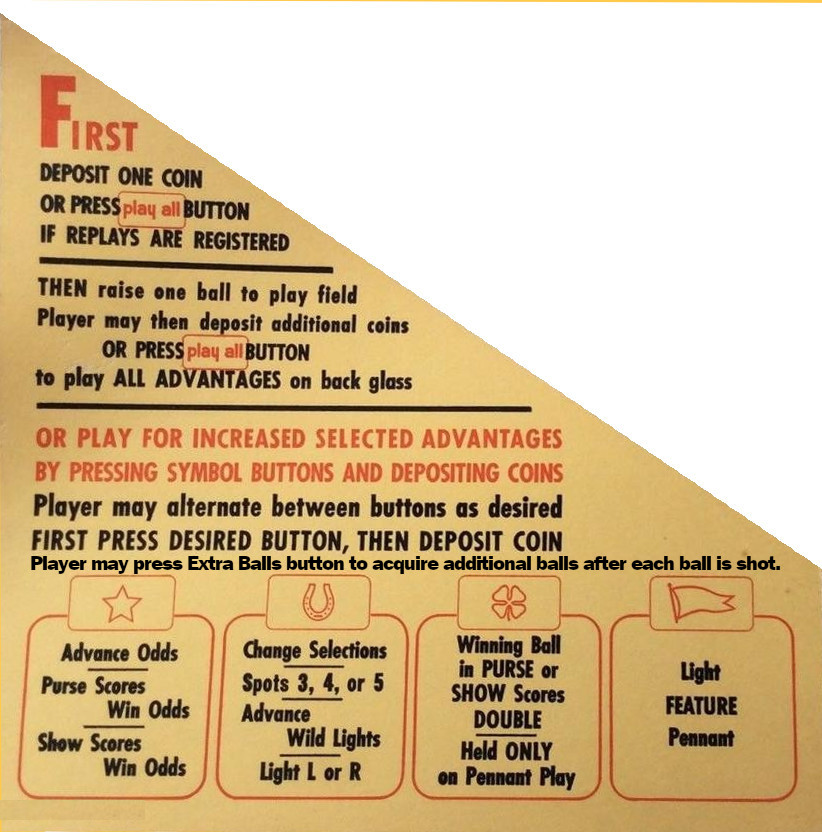 FIRST
DEPOSIT ONE COIN
OR PRESS play all BUTTON
IF REPLAYS ARE REGISTERED
THEN raise one ball to play field
Player may then deposit additional coins
OR PRESS play all BUTTON
to play ALL ADVANTAGES on back glass
OR PLAY FOR INCREASED SELECTED ADVANTAGES
BY PRESSING SYMBOL BUTTONS AND DEPOSITING COINS
Player may alternate between buttons as desired
FIRST PRESS DESIRED BUTTON, THEN DEPOSIT COIN
Player may press Extra Balls button to acquire additional balls after each ball is shot.
Advance Odds
Purse Scores
Win Odds
Show Scores
Win Odds
Change Selections
Spots 3, 4, or 5
Advance
Wild Lights
Light L or R
Winning Ball
in PURSE or
SHOW Scores
DOUBLE
Held ONLY
on Pennant Play
Light
FEATURE
Pennant